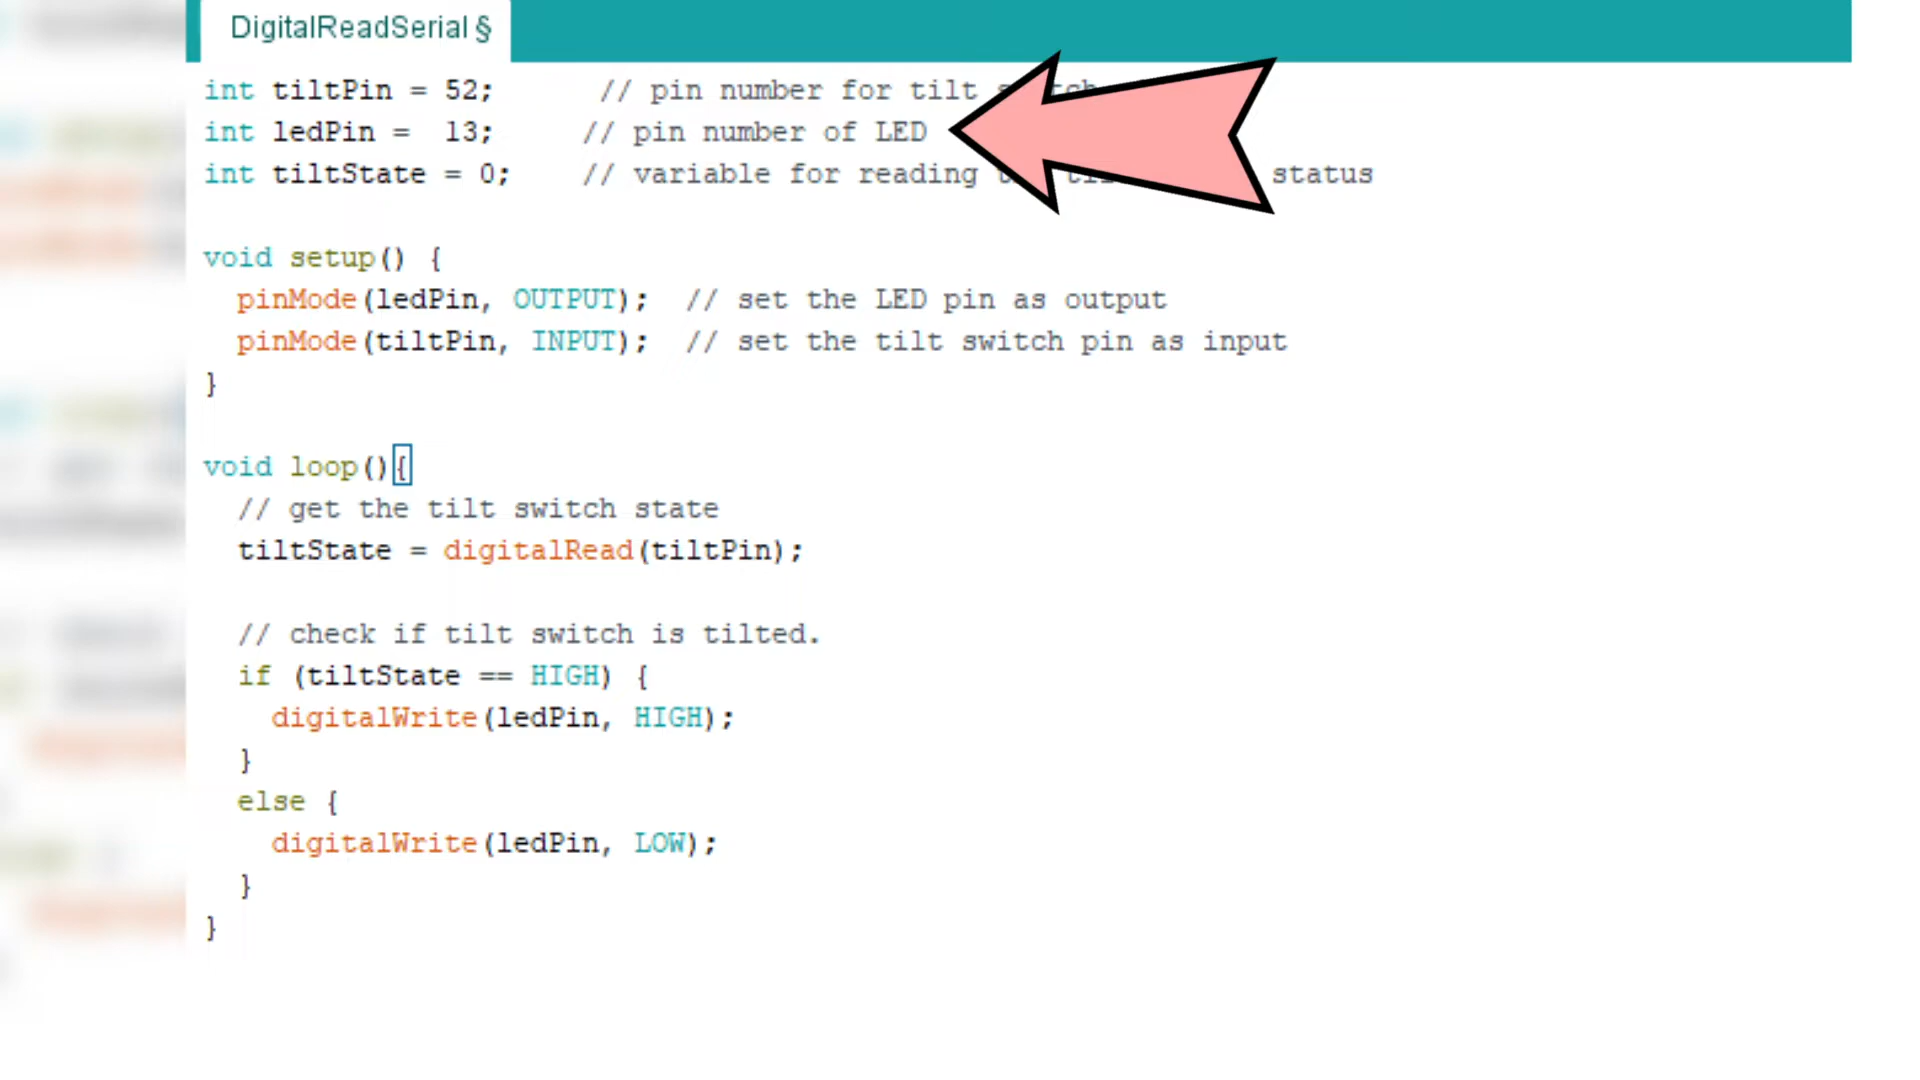 DigitalReadSerial §
int tiltPin = 52; // pin number for tilt
int ledPin = 13; // pin number of LED
int tiltState = 0; // variable for reading status
void setup() {
pinMode(ledPin, OUTPUT); // set the LED pin as output
pinMode(tiltPin, INPUT); // set the tilt switch pin as input
}
void loop(){
// get the tilt switch state
tiltState = digitalRead(tiltPin);
// check if tilt switch is tilted.
if (tiltState == HIGH) {
digitalWrite(ledPin, HIGH);
}
else {
digitalWrite(ledPin, LOW);
}
}